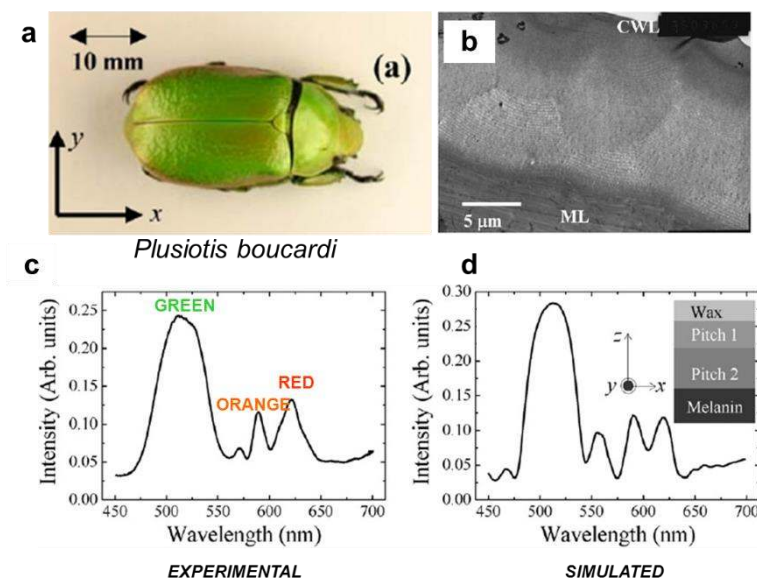 a
10 mm
(a)
y
x
Plusiotis boucardi
b
CWL
5 μm
ML
c
GREEN
ORANGE
RED
Intensity (Arb. units)
0.25
0.20
0.15
0.10
0.05
0.00
450 500 550 600 650 700
Wavelength (nm)
EXPERIMENTAL
d
Intensity (Arb. units)
0.30
0.25
0.20
0.15
0.10
0.05
0.00
z
y
x
Wax
Pitch 1
Pitch 2
Melanin
450 500 550 600 650 700
Wavelength (nm)
SIMULATED